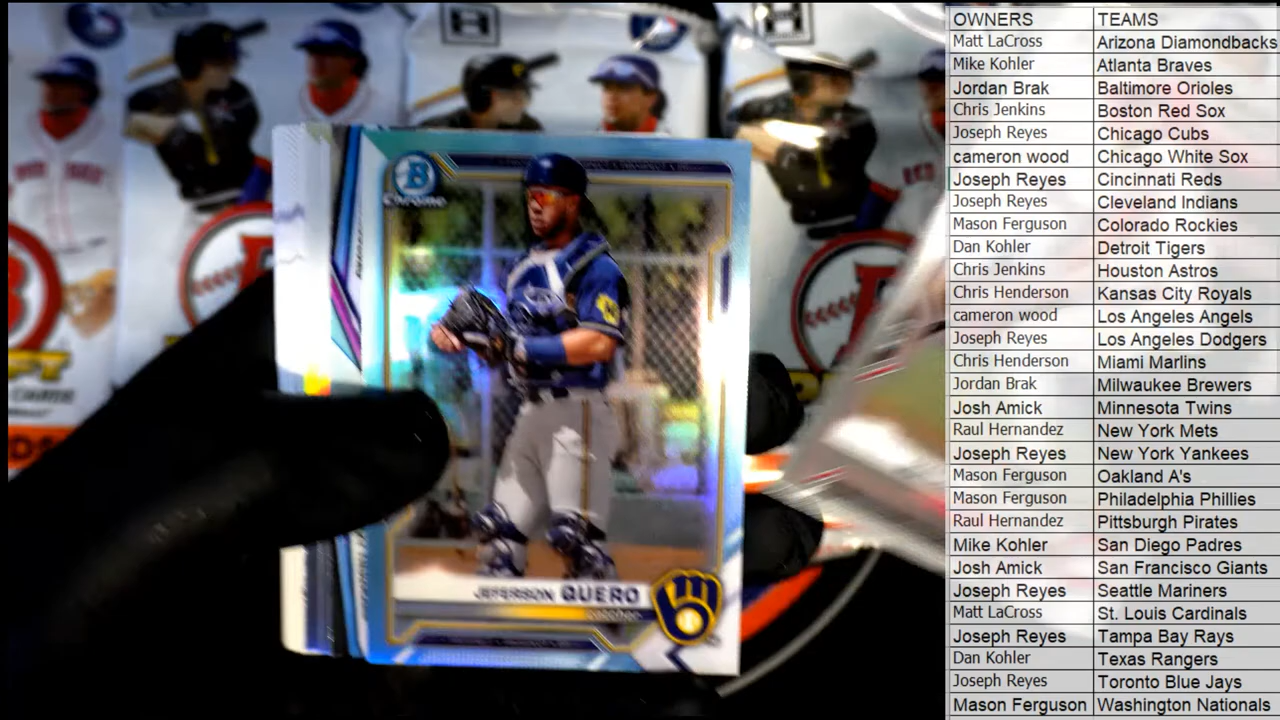 B
Chrome
JEFERSON QUERO
OWNERS TEAMS
Matt LaCross Arizona Diamondbacks
Mike Kohler Atlanta Braves
Jordan Brak Baltimore Orioles
Chris Jenkins Boston Red Sox
Joseph Reyes Chicago Cubs
cameron wood Chicago White Sox
Joseph Reyes Cincinnati Reds
Joseph Reyes Cleveland Indians
Mason Ferguson Colorado Rockies
Dan Kohler Detroit Tigers
Chris Jenkins Houston Astros
Chris Henderson Kansas City Royals
cameron wood Los Angeles Angels
Joseph Reyes Los Angeles Dodgers
Chris Henderson Miami Marlins
Jordan Brak Milwaukee Brewers
Josh Amick Minnesota Twins
Raul Hernandez New York Mets
Joseph Reyes New York Yankees
Mason Ferguson Oakland A's
Mason Ferguson Philadelphia Phillies
Raul Hernandez Pittsburgh Pirates
Mike Kohler San Diego Padres
Josh Amick San Francisco Giants
Joseph Reyes Seattle Mariners
Matt LaCross St. Louis Cardinals
Joseph Reyes Tampa Bay Rays
Dan Kohler Texas Rangers
Joseph Reyes Toronto Blue Jays
Mason Ferguson Washington Nationals